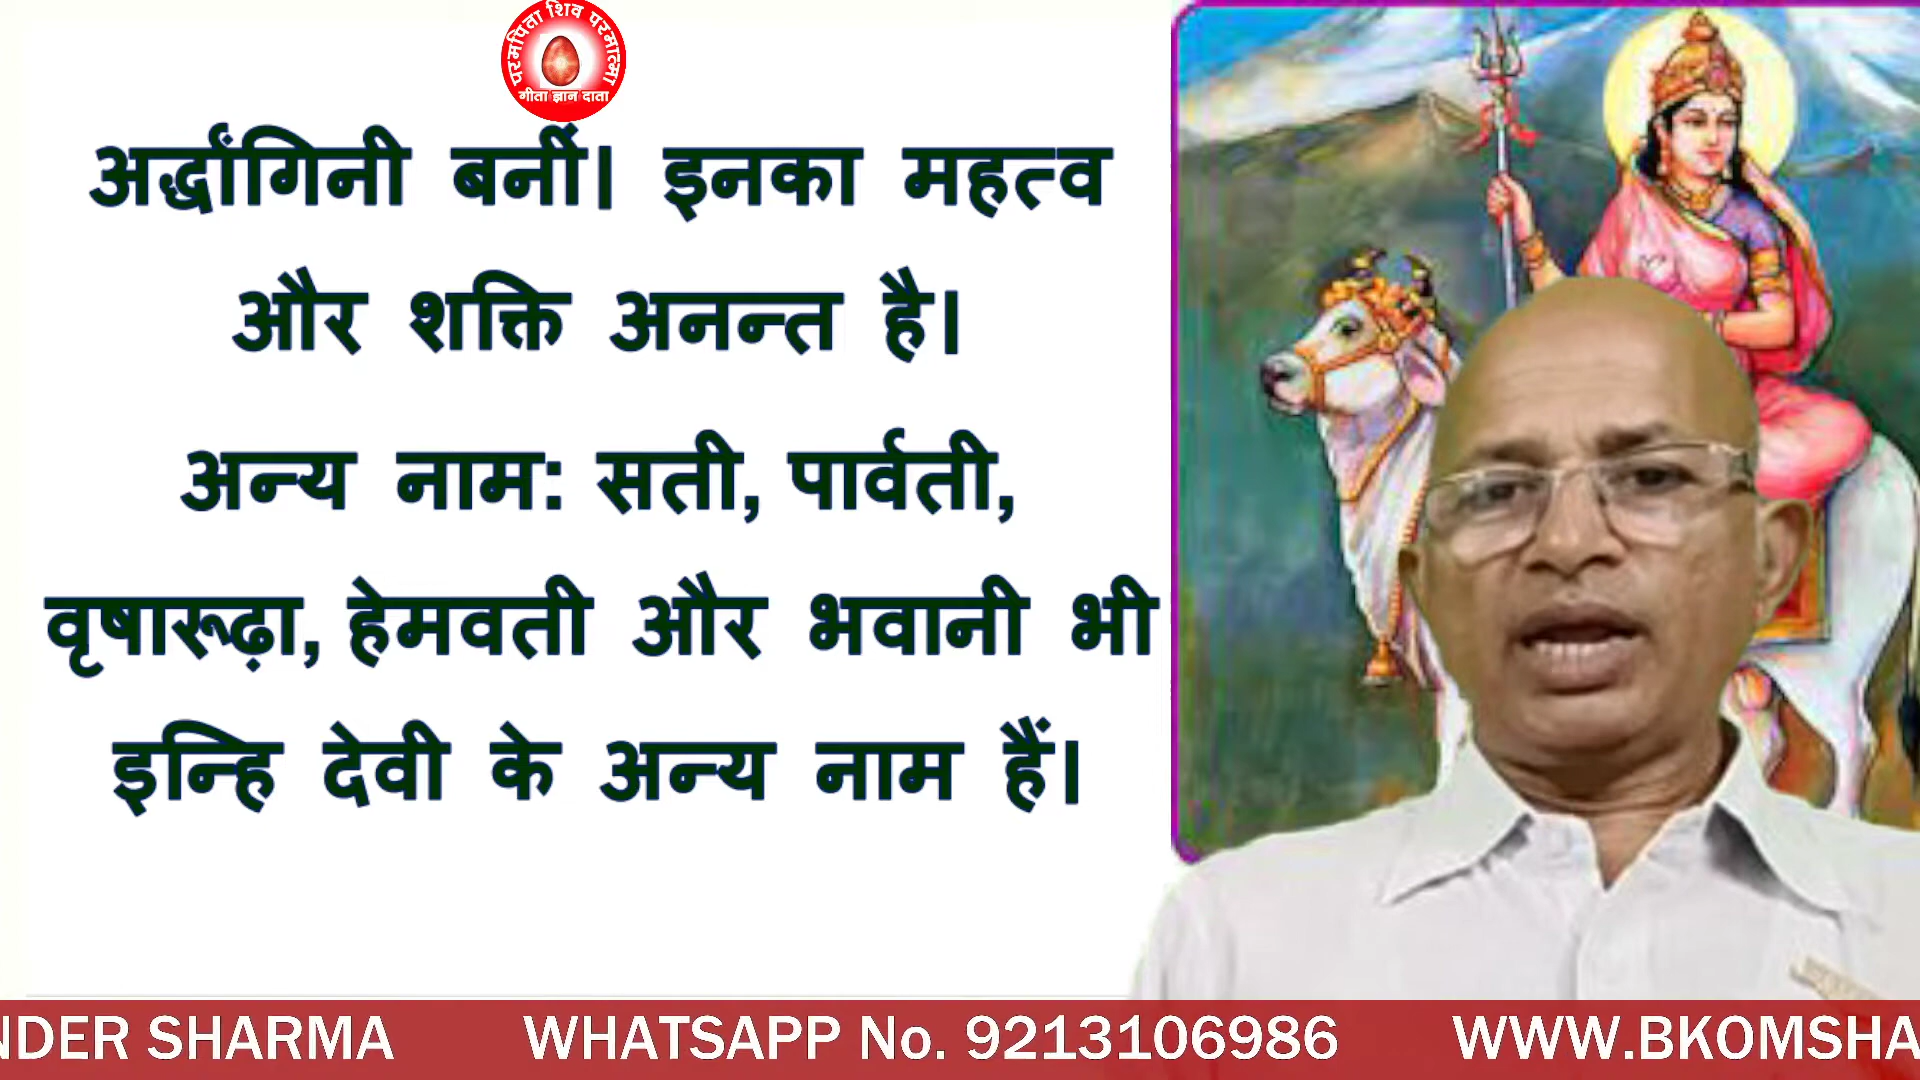 परमपिता शिव परमात्मा
गीता ज्ञान दाता
अर्द्धांगिनी बनीं। इनका महत्व
और शक्ति अनन्त है।
अन्य नाम: सती, पार्वती,
वृषारूढ़ा, हेमवती और भवानी भी
इन्हि देवी के अन्य नाम हैं।
NDER SHARMA WHATSAPP No. 9213106986 WWW.BKOMSHA